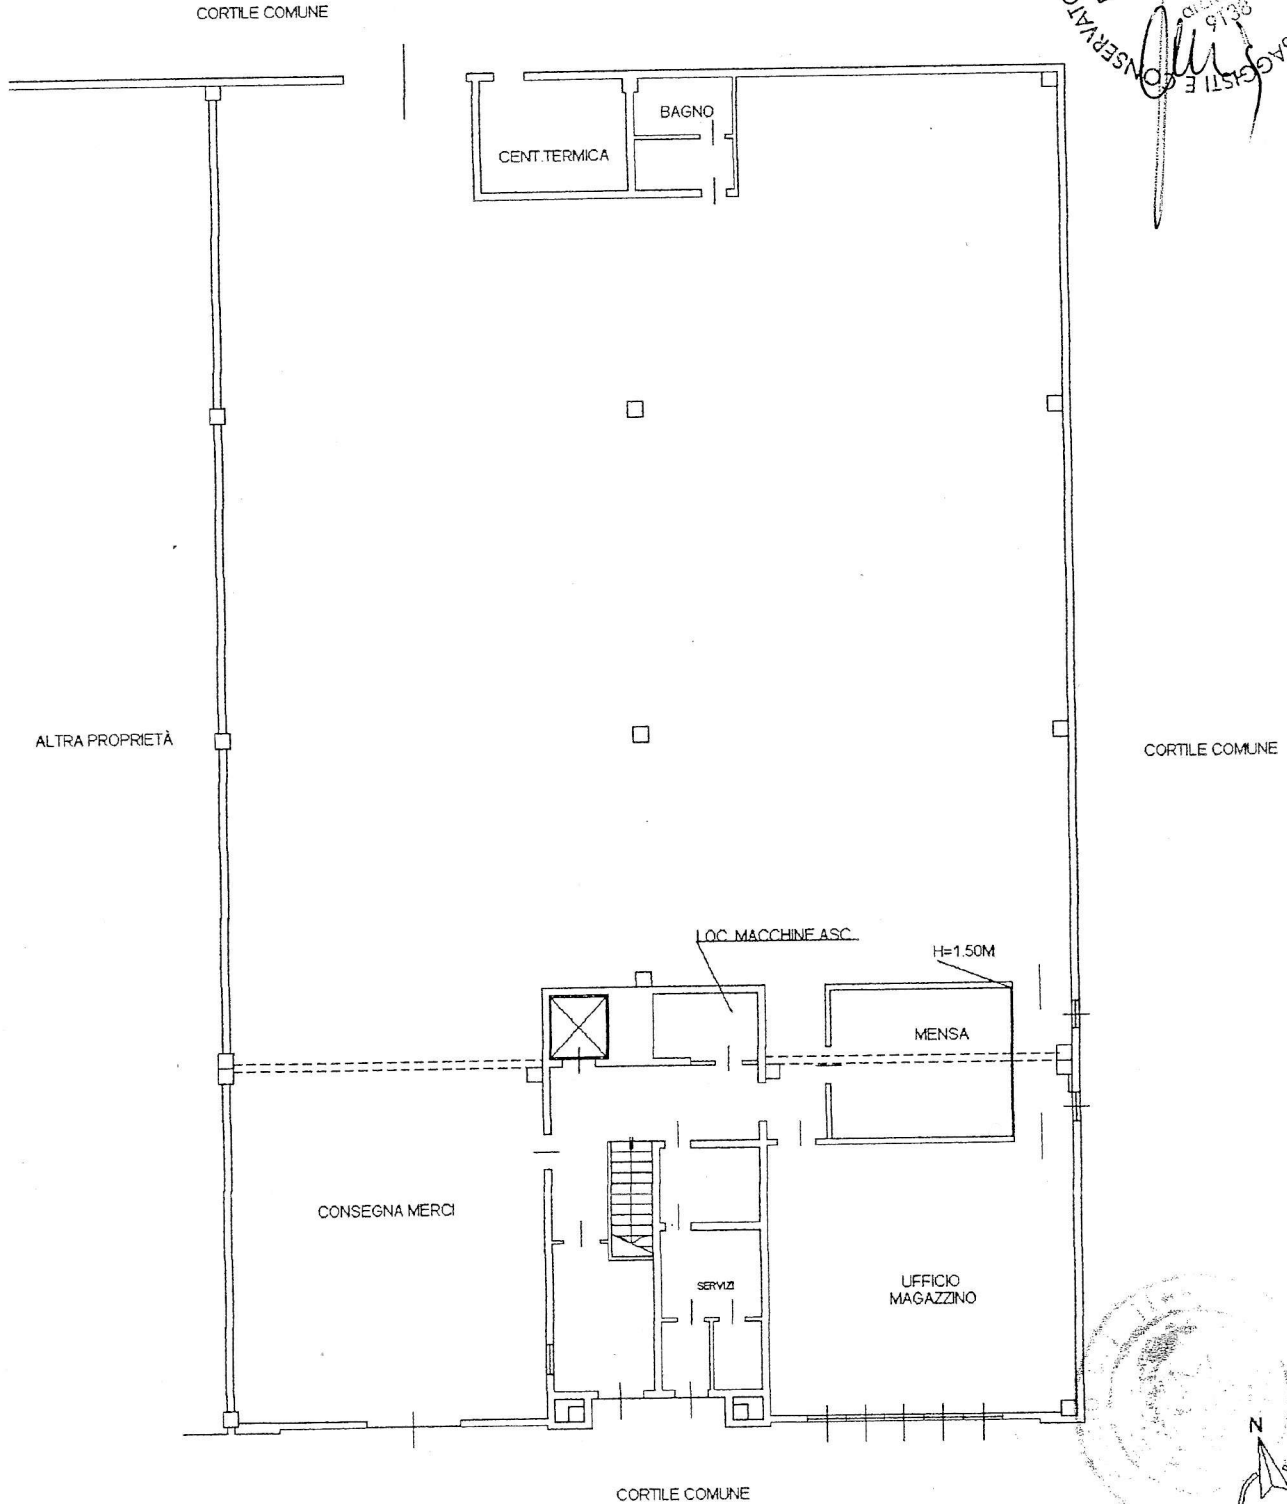 CORTILE COMUNE
9138
BAGNO
CENT.TERMICA
ALTRA PROPRIETÀ
CORTILE COMUNE
LOC. MACCHINE ASC.
H=1.50M
MENSA
CONSEGNA MERCI
SERVIZI
UFFICIO
MAGAZZINO
N
CORTILE COMUNE